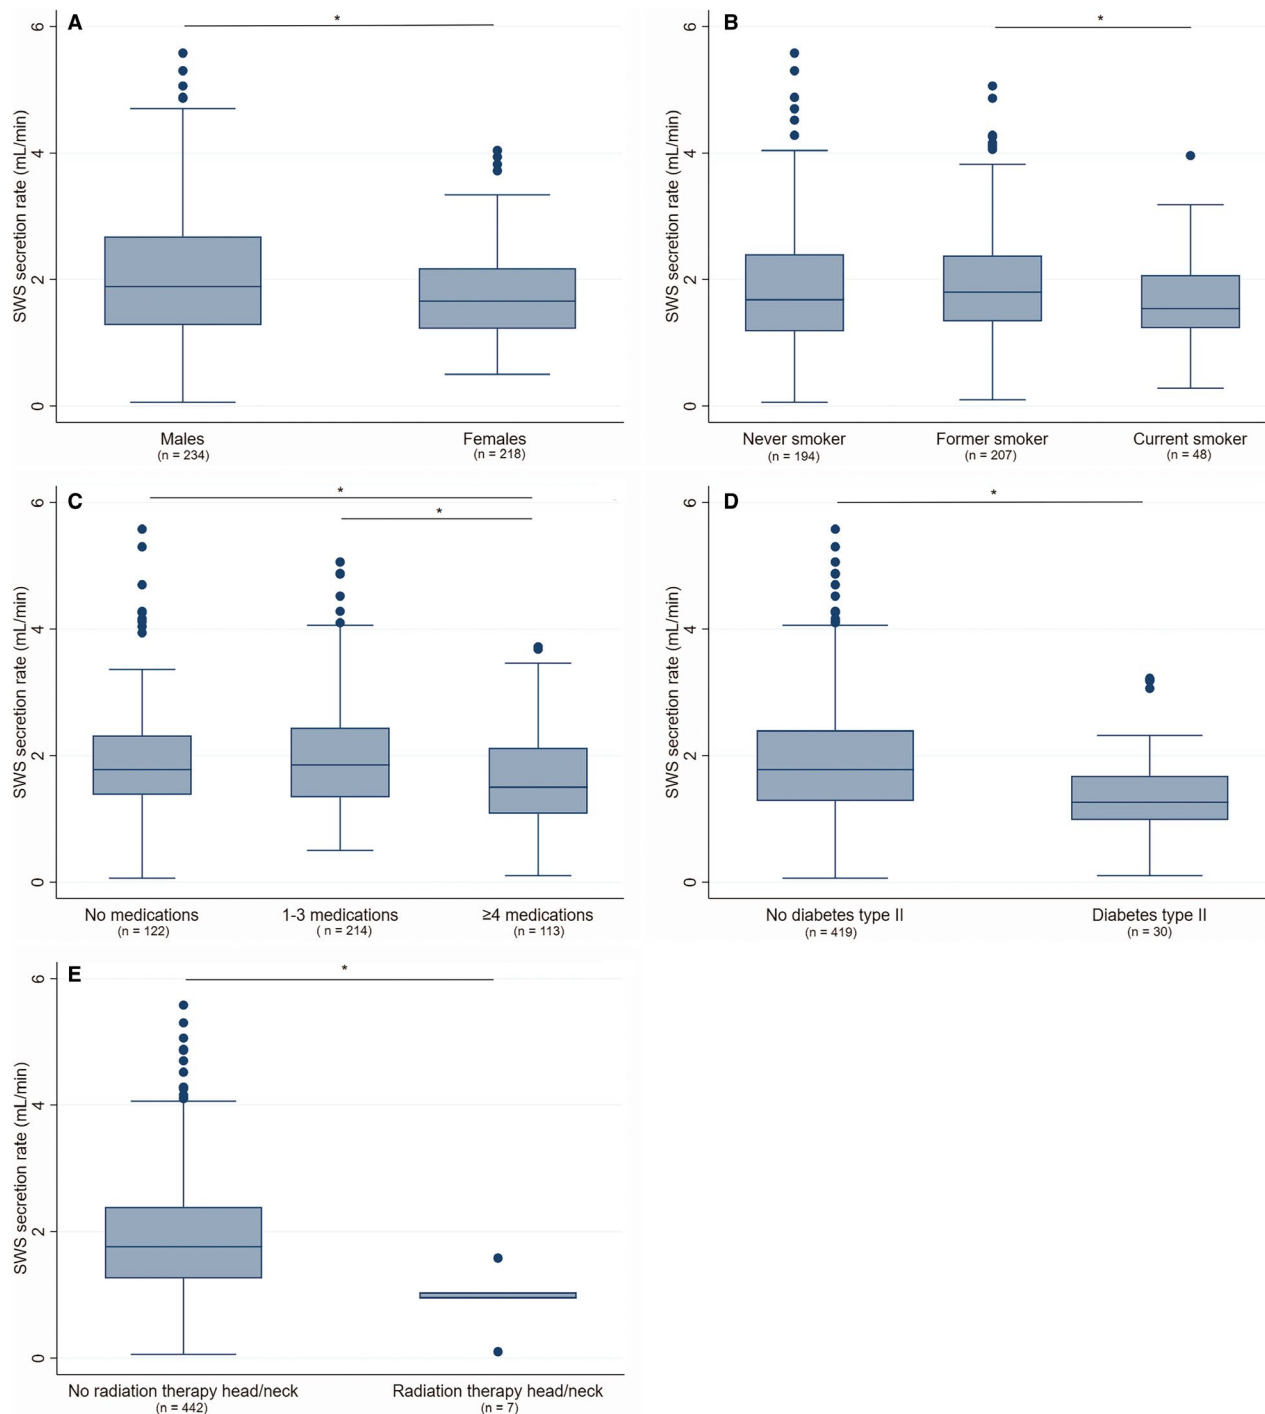 A
*
6
4
2
0
SWS secretion rate (mL/min)
Males
Females
(n = 234)
(n = 218)
B
*
6
4
2
0
SWS secretion rate (mL/min)
Never smoker
Former smoker
Current smoker
(n = 194)
(n = 207)
(n = 48)
C
*
*
6
4
2
0
SWS secretion rate (mL/min)
No medications
1-3 medications
≥4 medications
(n = 122)
( n = 214)
(n = 113)
D
*
6
4
2
0
SWS secretion rate (mL/min)
No diabetes type II
Diabetes type II
(n = 419)
(n = 30)
E
*
6
4
2
0
SWS secretion rate (mL/min)
No radiation therapy head/neck
Radiation therapy head/neck
(n = 442)
(n = 7)